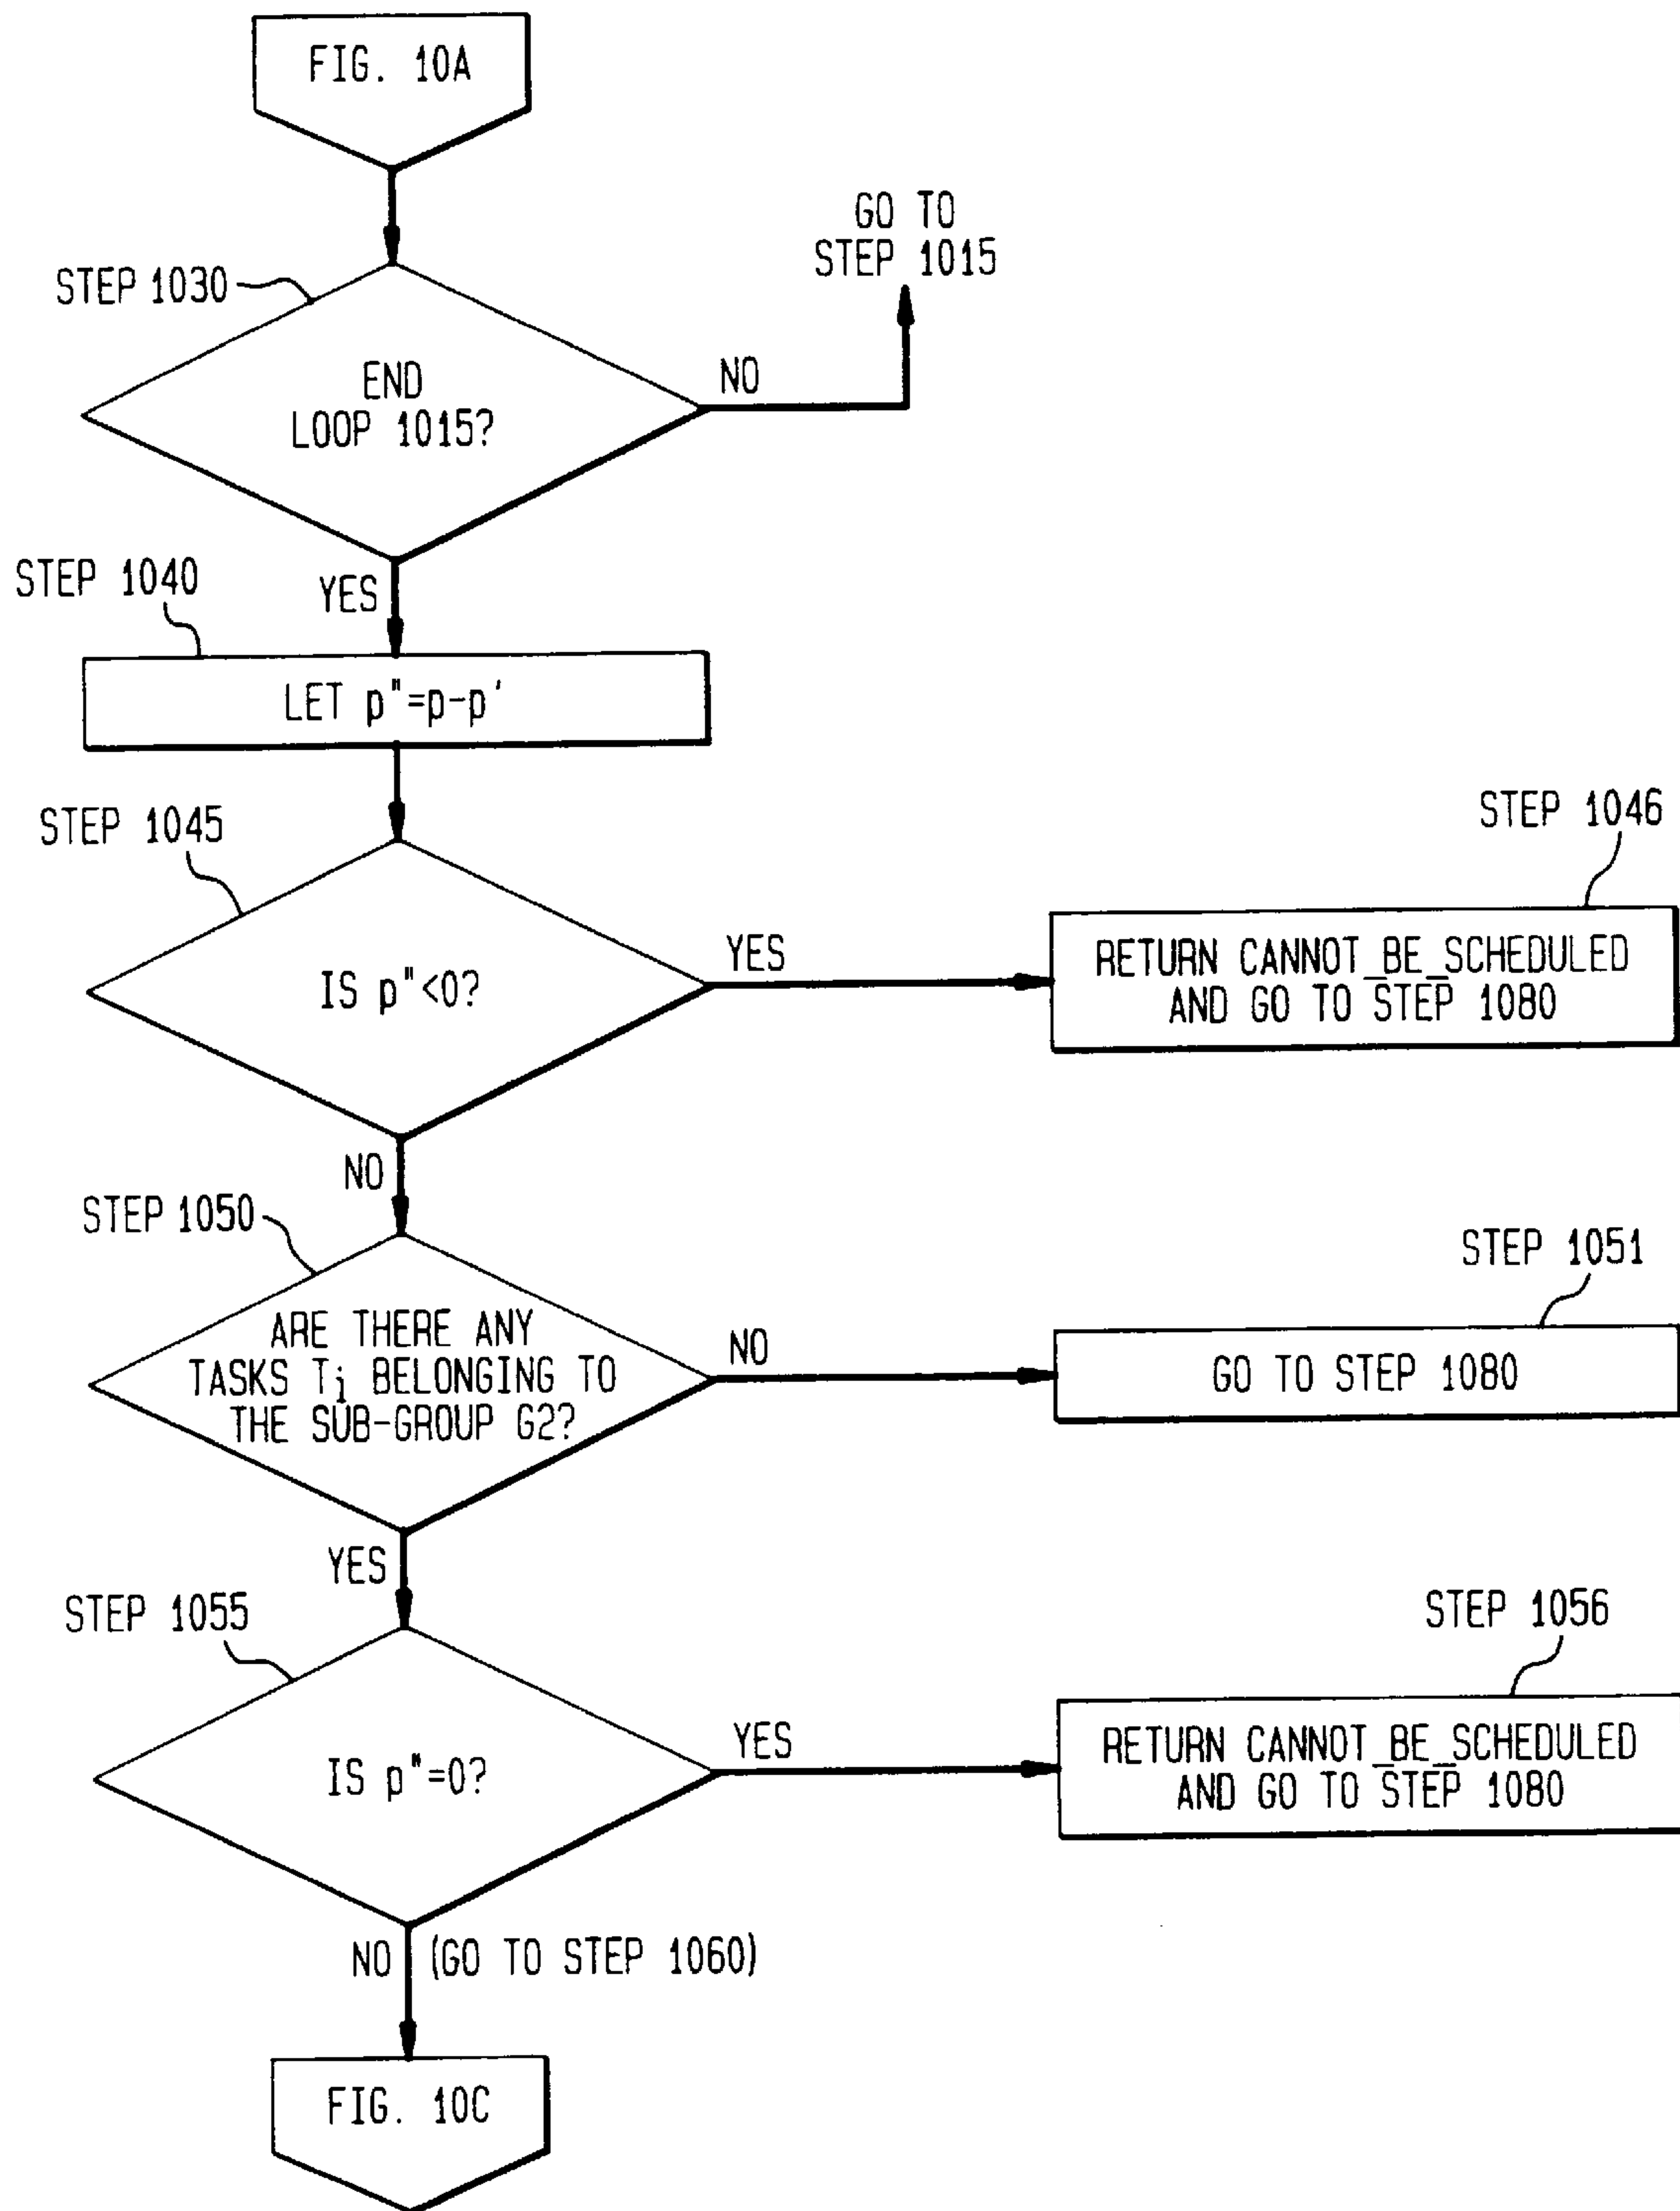 FIG. 10A
GO TO
STEP 1015
STEP 1030
END
LOOP 1015?
NO
STEP 1040
YES
LET p"=p-p'
STEP 1045
STEP 1046
IS p"<0?
YES
RETURN CANNOT_BE_SCHEDULED
AND GO TO STEP 1080
NO
STEP 1050
STEP 1051
ARE THERE ANY
TASKS Ti BELONGING TO
THE SUB-GROUP G2?
NO
GO TO STEP 1080
YES
STEP 1055
STEP 1056
IS p"=0?
YES
RETURN CANNOT_BE_SCHEDULED
AND GO TO STEP 1080
NO (GO TO STEP 1060)
FIG. 10C